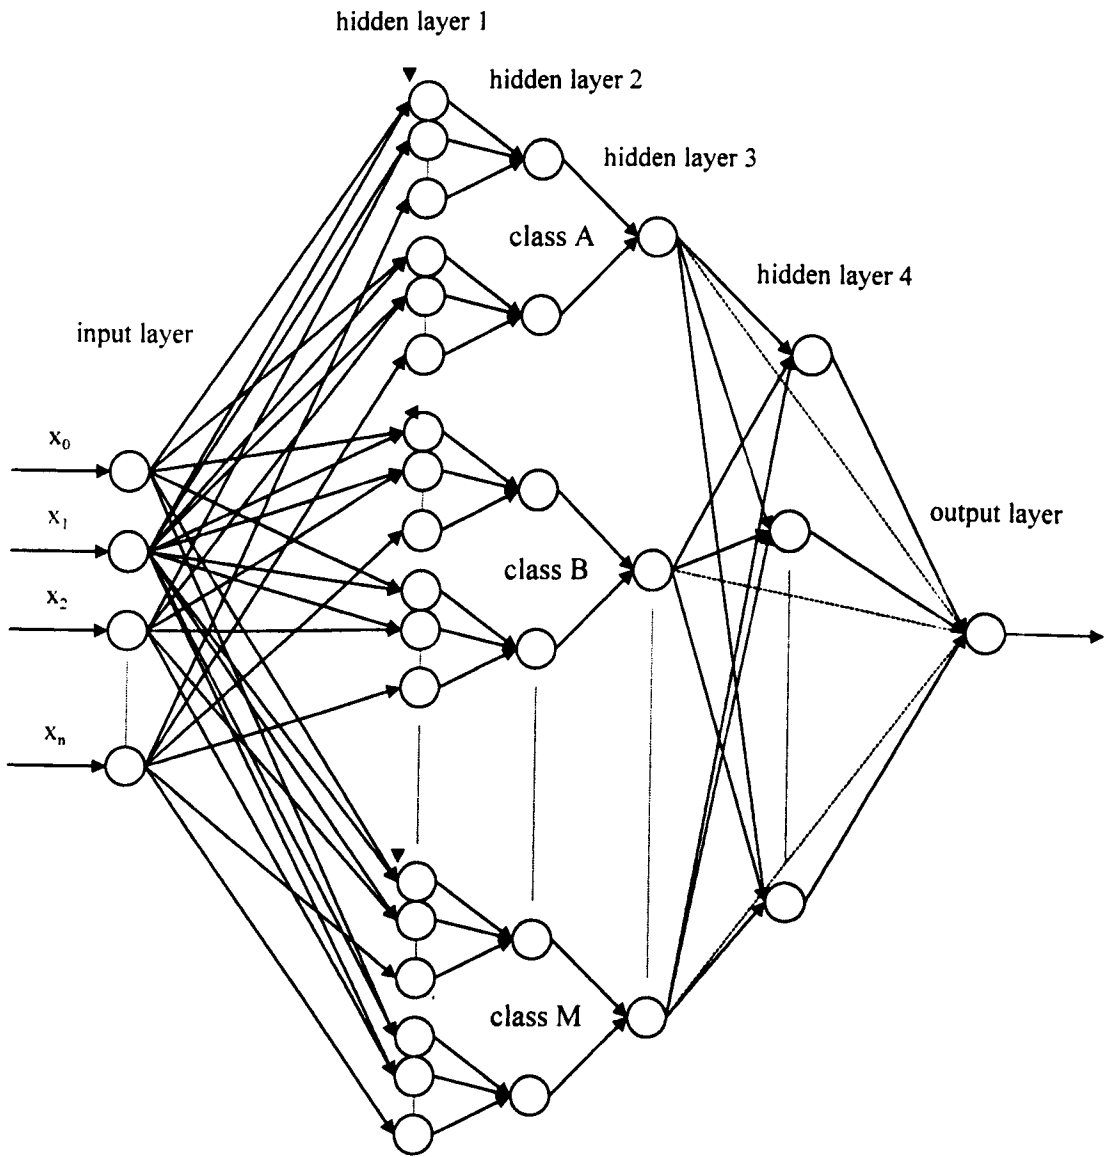 hidden layer 1
hidden layer 2
hidden layer 3
class A
hidden layer 4
input layer
x₀
x₁
output layer
class B
x₂
xₙ
class M